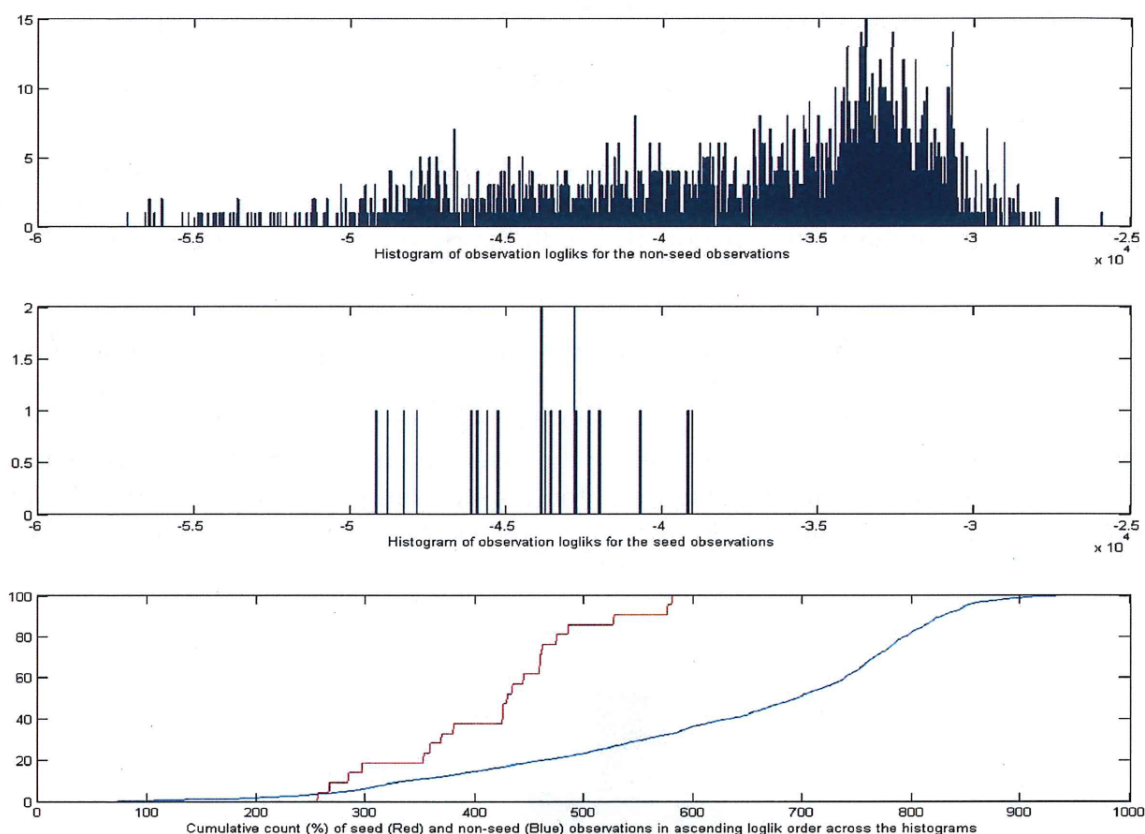 15
10
5
0
-6 -5.5 -5 -4.5 -4 -3.5 -3 -2.5
Histogram of observation logliks for the non-seed observations
x 10^4
2
1.5
1
0.5
0
-6 -5.5 -5 -4.5 -4 -3.5 -3 -2.5
Histogram of observation logliks for the seed observations
x 10^4
100
80
60
40
20
0
0 100 200 300 400 500 600 700 800 900 1000
Cumulative count (%) of seed (Red) and non-seed (Blue) observations in ascending loglik order across the histograms